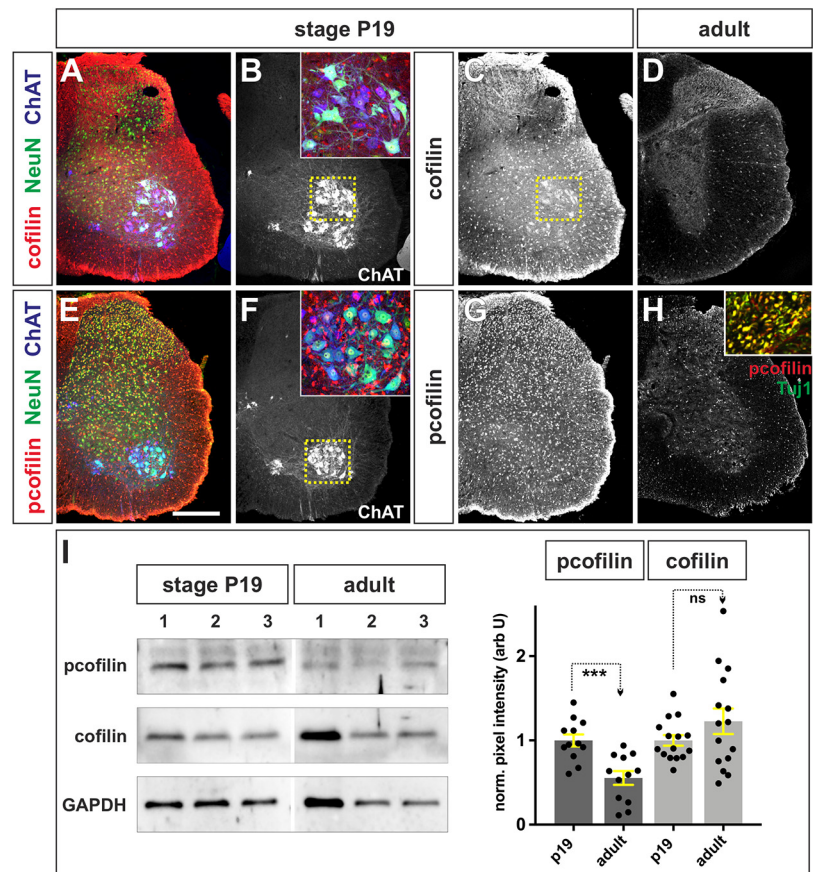 stage P19 adult
cofilin NeuN ChAT
A B C D
ChAT
cofilin
pcofilin NeuN ChAT
E F G H
pcofilin
Tuj1
ChAT
pcofilin
I
stage P19 adult
1 2 3 1 2 3
pcofilin
cofilin
GAPDH
pcofilin cofilin
norm. pixel intensity (arb U)
ns
***
2
1
0
p19 adult p19 adult